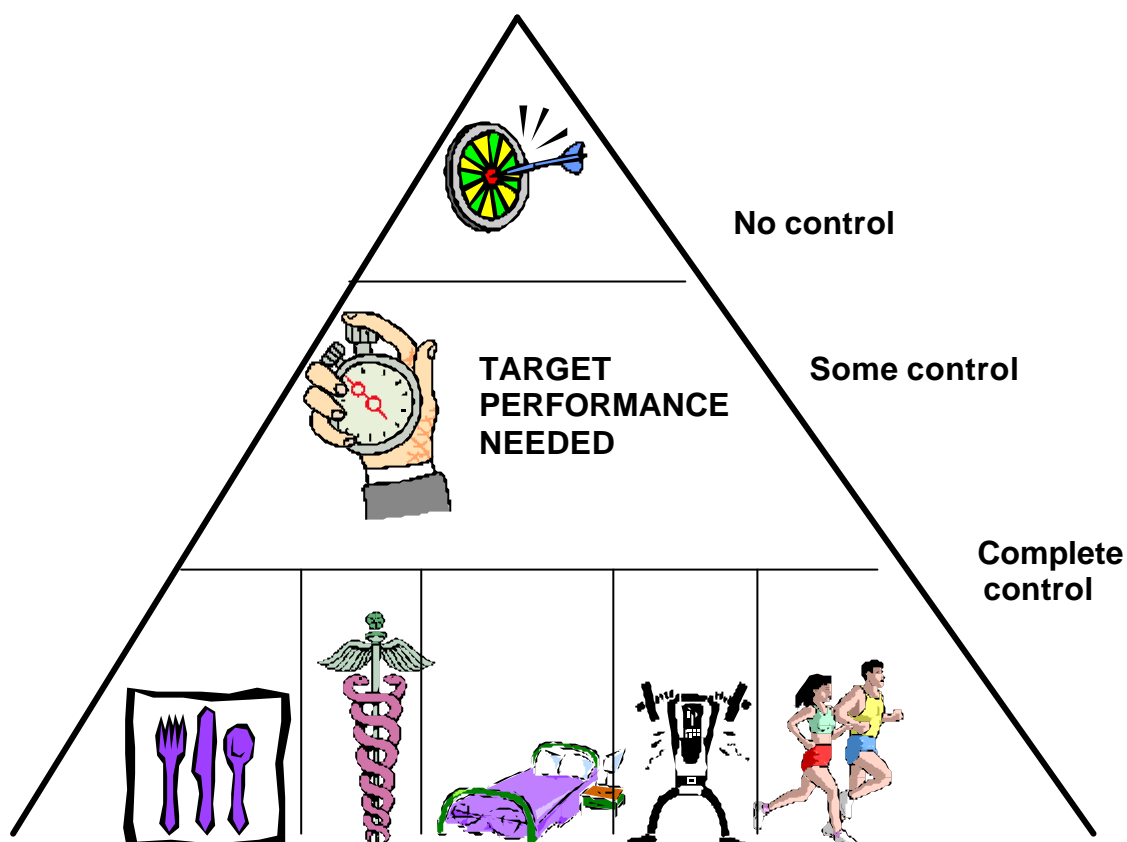 No control
TARGET
PERFORMANCE
NEEDED
Some control
Complete
control